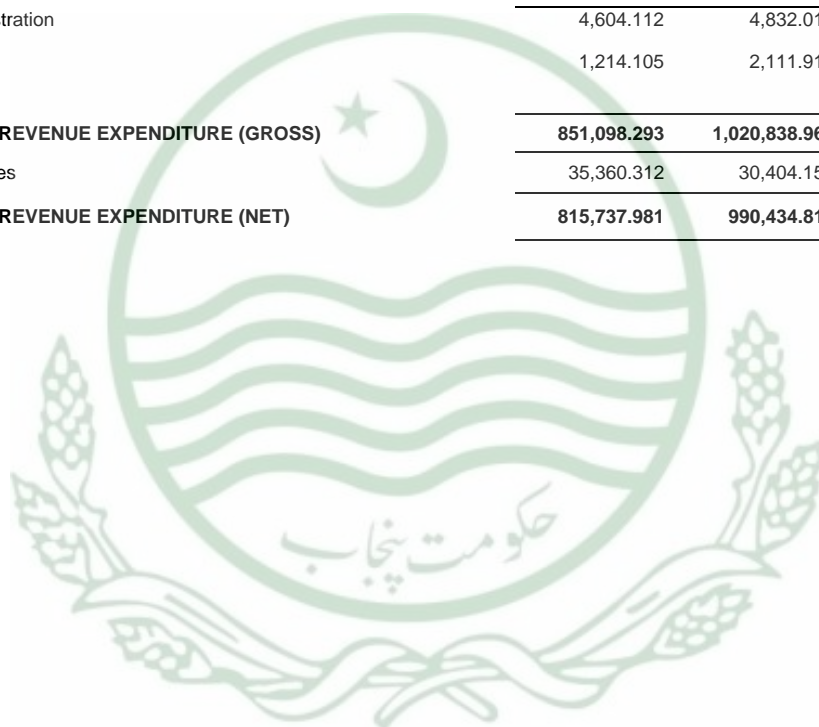 tration 4,604.112 4,832.01
1,214.105 2,111.91
REVENUE EXPENDITURE (GROSS) 851,098.293 1,020,838.96
es 35,360.312 30,404.15
REVENUE EXPENDITURE (NET) 815,737.981 990,434.81
حکومت پنجاب